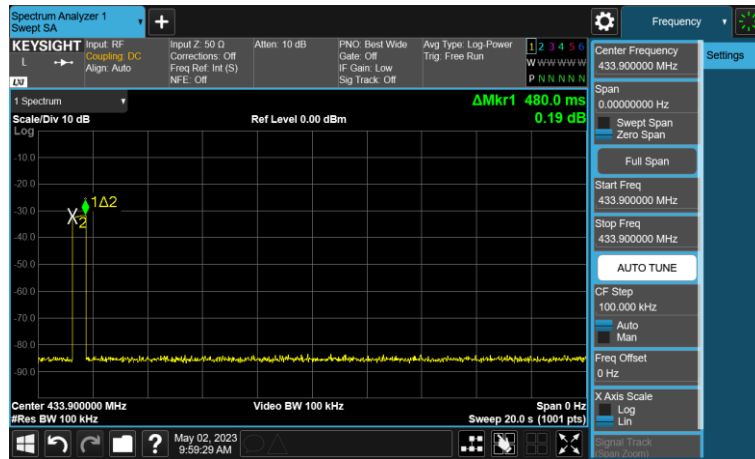 Spectrum Analyzer 1
Swept SA
+
Frequency
KEYSIGHT
L
LXI
Input: RF
Coupling: DC
Align: Auto
Input Z: 50 Ω
Corrections: Off
Freq Ref: Int (S)
NFE: Off
Atten: 10 dB
PNO: Best Wide
Gate: Off
IF Gain: Low
Sig Track: Off
Avg Type: Log-Power
Trig: Free Run
1 2 3 4 5 6
W W W W W W
P N N N N N
Center Frequency
433.900000 MHz
Settings
Span
0.00000000 Hz
Swept Span
Zero Span
Full Span
Start Freq
433.900000 MHz
Stop Freq
433.900000 MHz
AUTO TUNE
CF Step
100.000 kHz
Auto
Man
Freq Offset
0 Hz
X Axis Scale
Log
Lin
Signal Track
(Span Zoom)
1 Spectrum
ΔMkr1 480.0 ms
0.19 dB
Scale/Div 10 dB
Ref Level 0.00 dBm
Log
-10.0
-20.0
-30.0
-40.0
-50.0
-60.0
-70.0
-80.0
-90.0
1Δ2
X2
Center 433.900000 MHz
#Res BW 100 kHz
Video BW 100 kHz
Span 0 Hz
Sweep 20.0 s (1001 pts)
?
May 02, 2023
9:59:29 AM